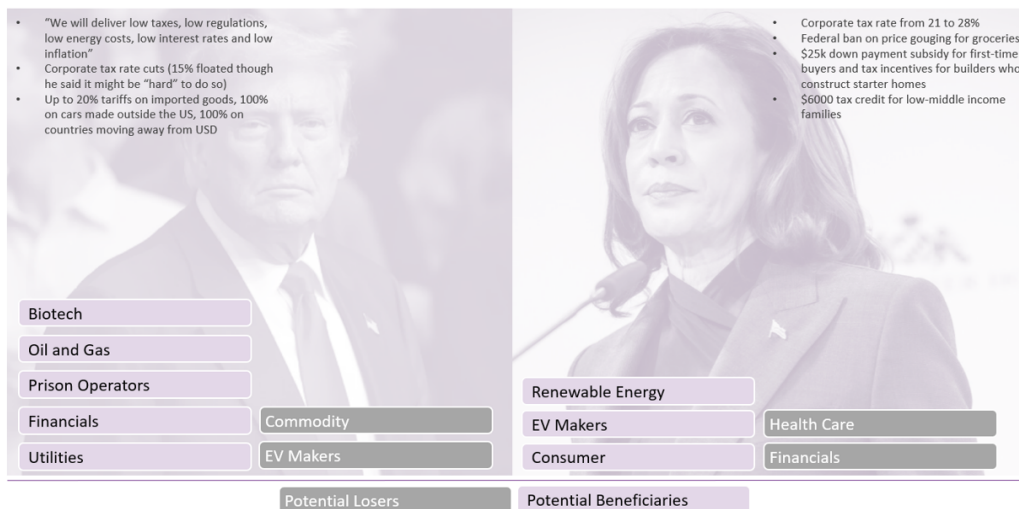 • “We will deliver low taxes, low regulations,
low energy costs, low interest rates and low
inflation”
• Corporate tax rate cuts (15% floated though
he said it might be “hard” to do so)
• Up to 20% tariffs on imported goods, 100%
on cars made outside the US, 100% on
countries moving away from USD
• Corporate tax rate from 21 to 28%
• Federal ban on price gouging for groceries
• $25k down payment subsidy for first-time
buyers and tax incentives for builders who
construct starter homes
• $6000 tax credit for low-middle income
families
Biotech
Oil and Gas
Prison Operators
Financials
Utilities
Commodity
EV Makers
Renewable Energy
EV Makers
Consumer
Health Care
Financials
Potential Losers
Potential Beneficiaries